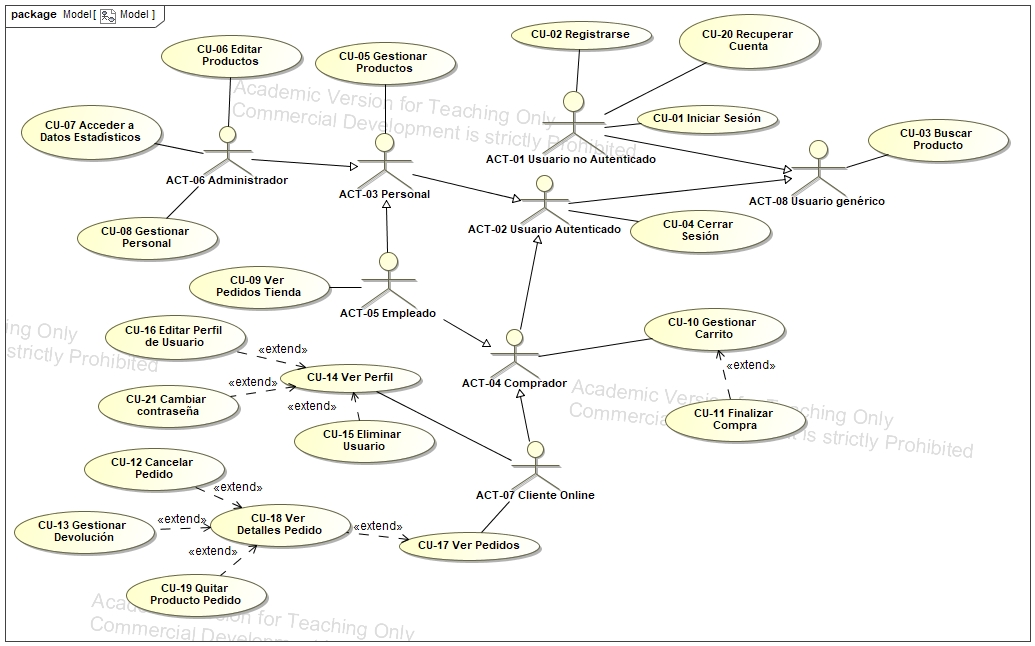 package Model [ Model ]
CU-06 Editar
Productos
CU-05 Gestionar
Productos
CU-02 Registrarse
CU-20 Recuperar
Cuenta
CU-07 Acceder a
Datos Estadísticos
Academic Version for Teaching Only
Commercial Development is strictly Prohibited
CU-01 Iniciar Sesión
CU-03 Buscar
Producto
ACT-01 Usuario no Autenticado
ACT-06 Administrador
ACT-03 Personal
ACT-08 Usuario genérico
ACT-02 Usuario Autenticado
CU-08 Gestionar
Personal
CU-04 Cerrar
Sesión
CU-09 Ver
Pedidos Tienda
ACT-05 Empleado
ing Only
strictly Prohibited
CU-16 Editar Perfil
de Usuario
«extend»
CU-10 Gestionar
Carrito
«extend»
CU-14 Ver Perfil
ACT-04 Comprador
«extend»
CU-21 Cambiar
contraseña
«extend»
Academic Version for Teaching Only
Commercial t is strictly Prohibited
CU-11 Finalizar
Compra
CU-15 Eliminar
Usuario
CU-12 Cancelar
Pedido
«extend»
ACT-07 Cliente Online
CU-13 Gestionar
Devolución
«extend»
CU-18 Ver
Detalles Pedido
«extend»
CU-17 Ver Pedidos
«extend»
CU-19 Quitar
Producto Pedido
Academic Version for Teaching Only
Commercial Development